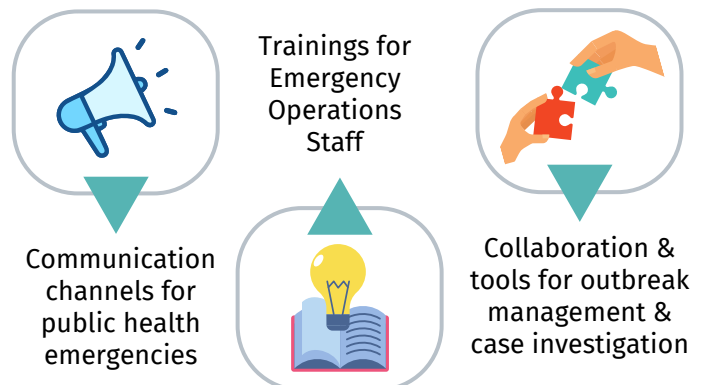 Trainings for
Emergency
Operations
Staff
Communication
channels for
public health
emergencies
Collaboration &
tools for outbreak
management &
case investigation